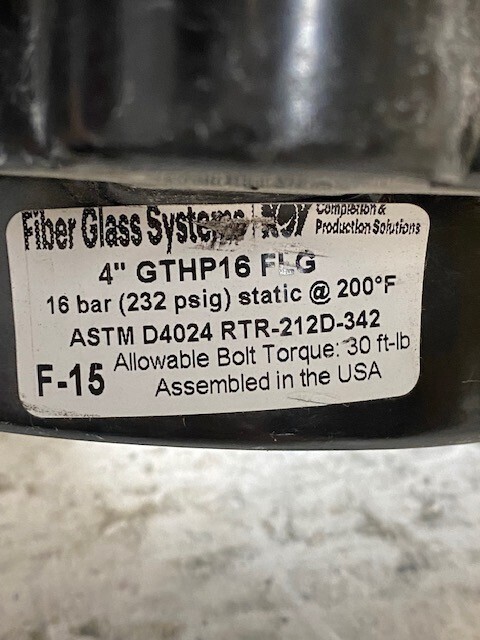 Fiber Glass Systems | NOV Completion & Production Solutions
4" GTHP16 FLG
16 bar (232 psig) static @ 200°F
ASTM D4024 RTR-212D-342
F-15 Allowable Bolt Torque: 30 ft-lb
Assembled in the USA